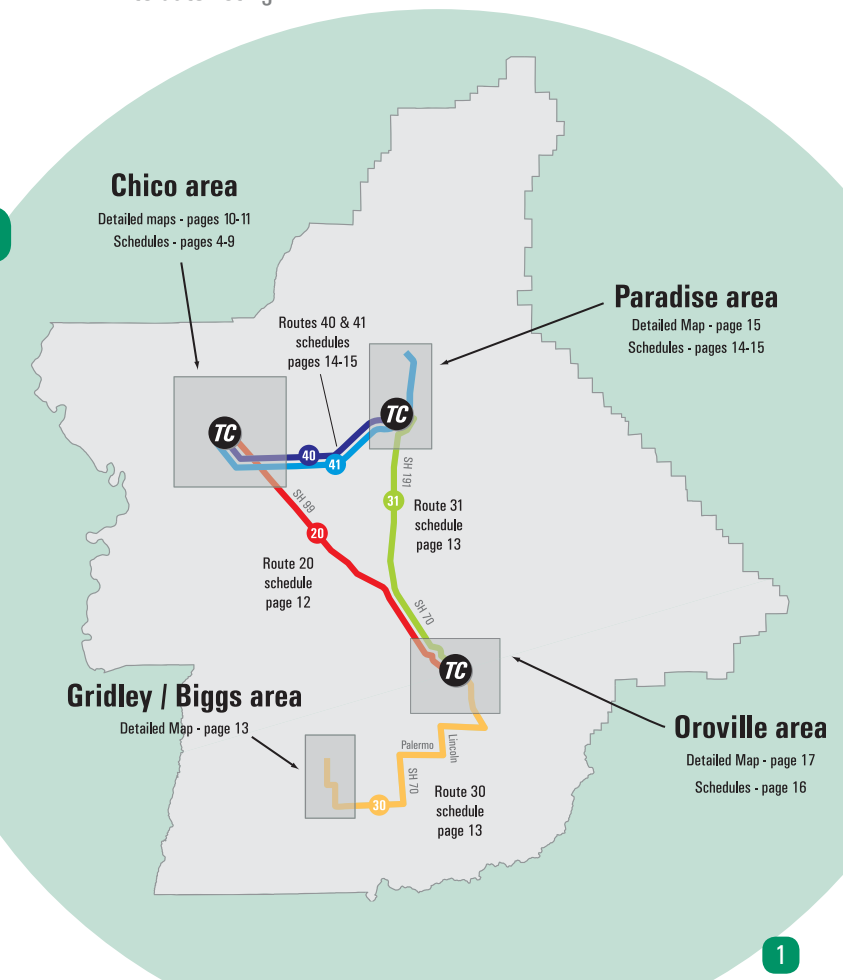 Chico area
Detailed maps - pages 10-11
Schedules - pages 4-9
Paradise area
Detailed Map - page 15
Schedules - pages 14-15
Routes 40 & 41
schedules
pages 14-15
TC
TC
40
41
SH 191
31
Route 31
schedule
page 13
SH 99
20
Route 20
schedule
page 12
SH 70
TC
Gridley / Biggs area
Detailed Map - page 13
Oroville area
Detailed Map - page 17
Schedules - page 16
Palermo
Lincoln
SH 70
30
Route 30
schedule
page 13
1